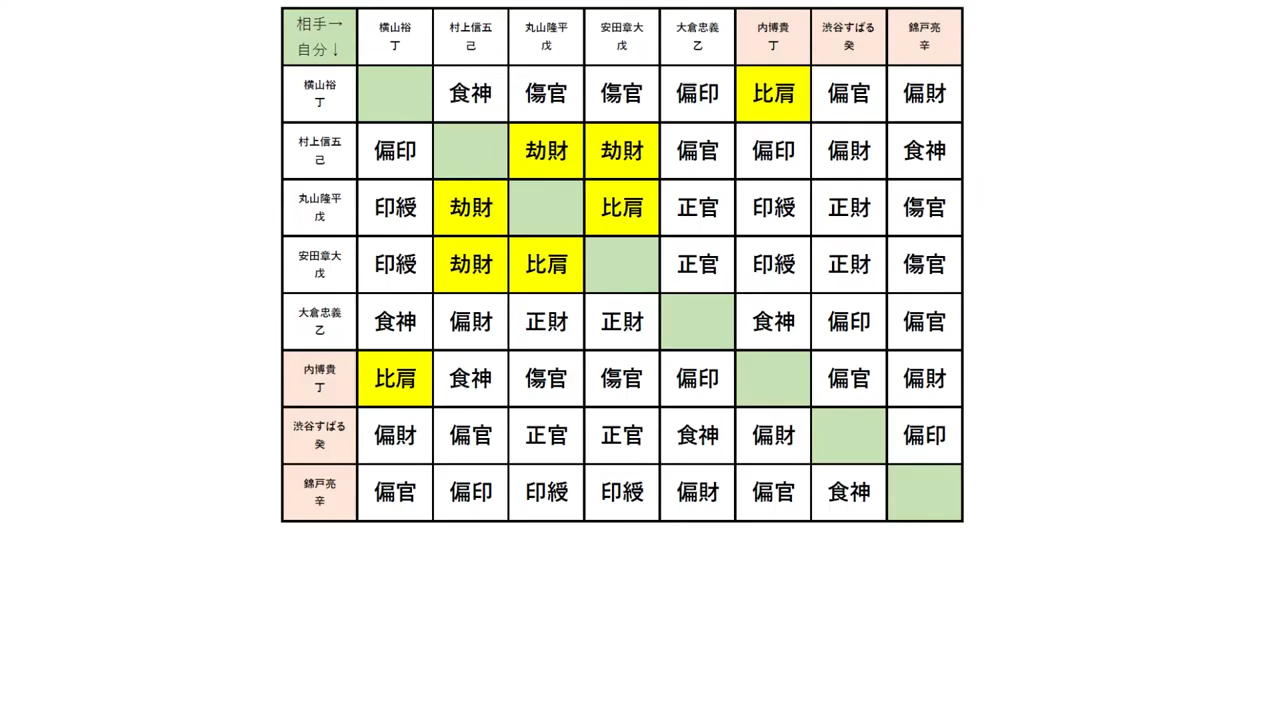 相手→
自分↓
横山裕
丁
村上信五
己
丸山隆平
戊
安田章大
戊
大倉忠義
乙
内博貴
丁
渋谷すばる
癸
錦戸亮
辛
横山裕
丁
食神
傷官
傷官
偏印
比肩
偏官
偏財
村上信五
己
偏印
劫財
劫財
偏官
偏印
偏財
食神
丸山隆平
戊
印綬
劫財
比肩
正官
印綬
正財
傷官
安田章大
戊
印綬
劫財
比肩
正官
印綬
正財
傷官
大倉忠義
乙
食神
偏財
正財
正財
食神
偏印
偏官
内博貴
丁
比肩
食神
傷官
傷官
偏印
偏官
偏財
渋谷すばる
癸
偏財
偏官
正官
正官
食神
偏財
偏印
錦戸亮
辛
偏官
偏印
印綬
印綬
偏財
偏官
食神